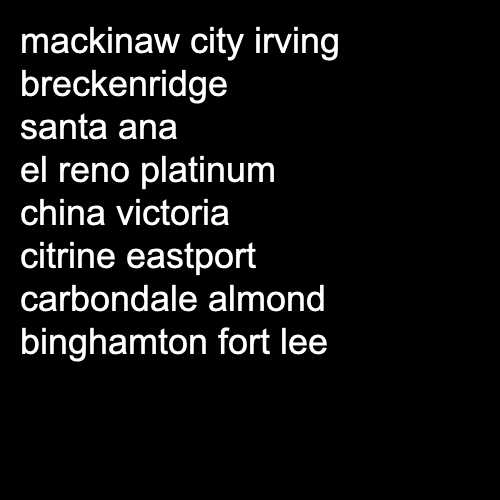 mackinaw city irving
breckenridge
santa ana
el reno platinum
china victoria
citrine eastport
carbondale almond
binghamton fort lee